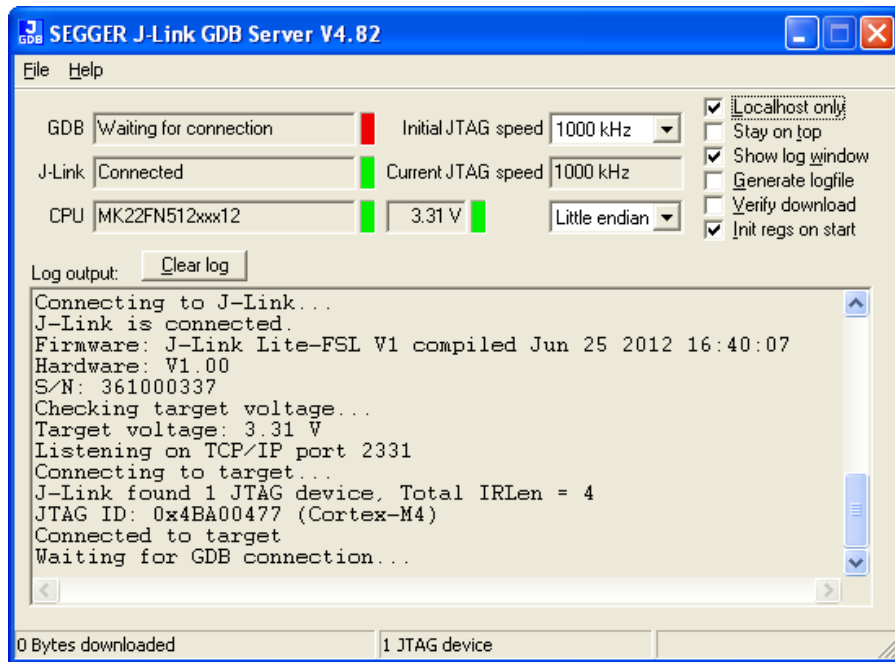 J GDB SEGGER J-Link GDB Server V4.82
File Help
GDB Waiting for connection Initial JTAG speed 1000 kHz
J-Link Connected Current JTAG speed 1000 kHz
CPU MK22FN512xxx12 3.31 V Little endian
Localhost only
Stay on top
Show log window
Generate logfile
Verify download
Init regs on start
Log output: Clear log
Connecting to J-Link...
J-Link is connected.
Firmware: J-Link Lite-FSL V1 compiled Jun 25 2012 16:40:07
Hardware: V1.00
S/N: 361000337
Checking target voltage...
Target voltage: 3.31 V
Listening on TCP/IP port 2331
Connecting to target...
J-Link found 1 JTAG device, Total IRLen = 4
JTAG ID: 0x4BA00477 (Cortex-M4)
Connected to target
Waiting for GDB connection...
0 Bytes downloaded 1 JTAG device